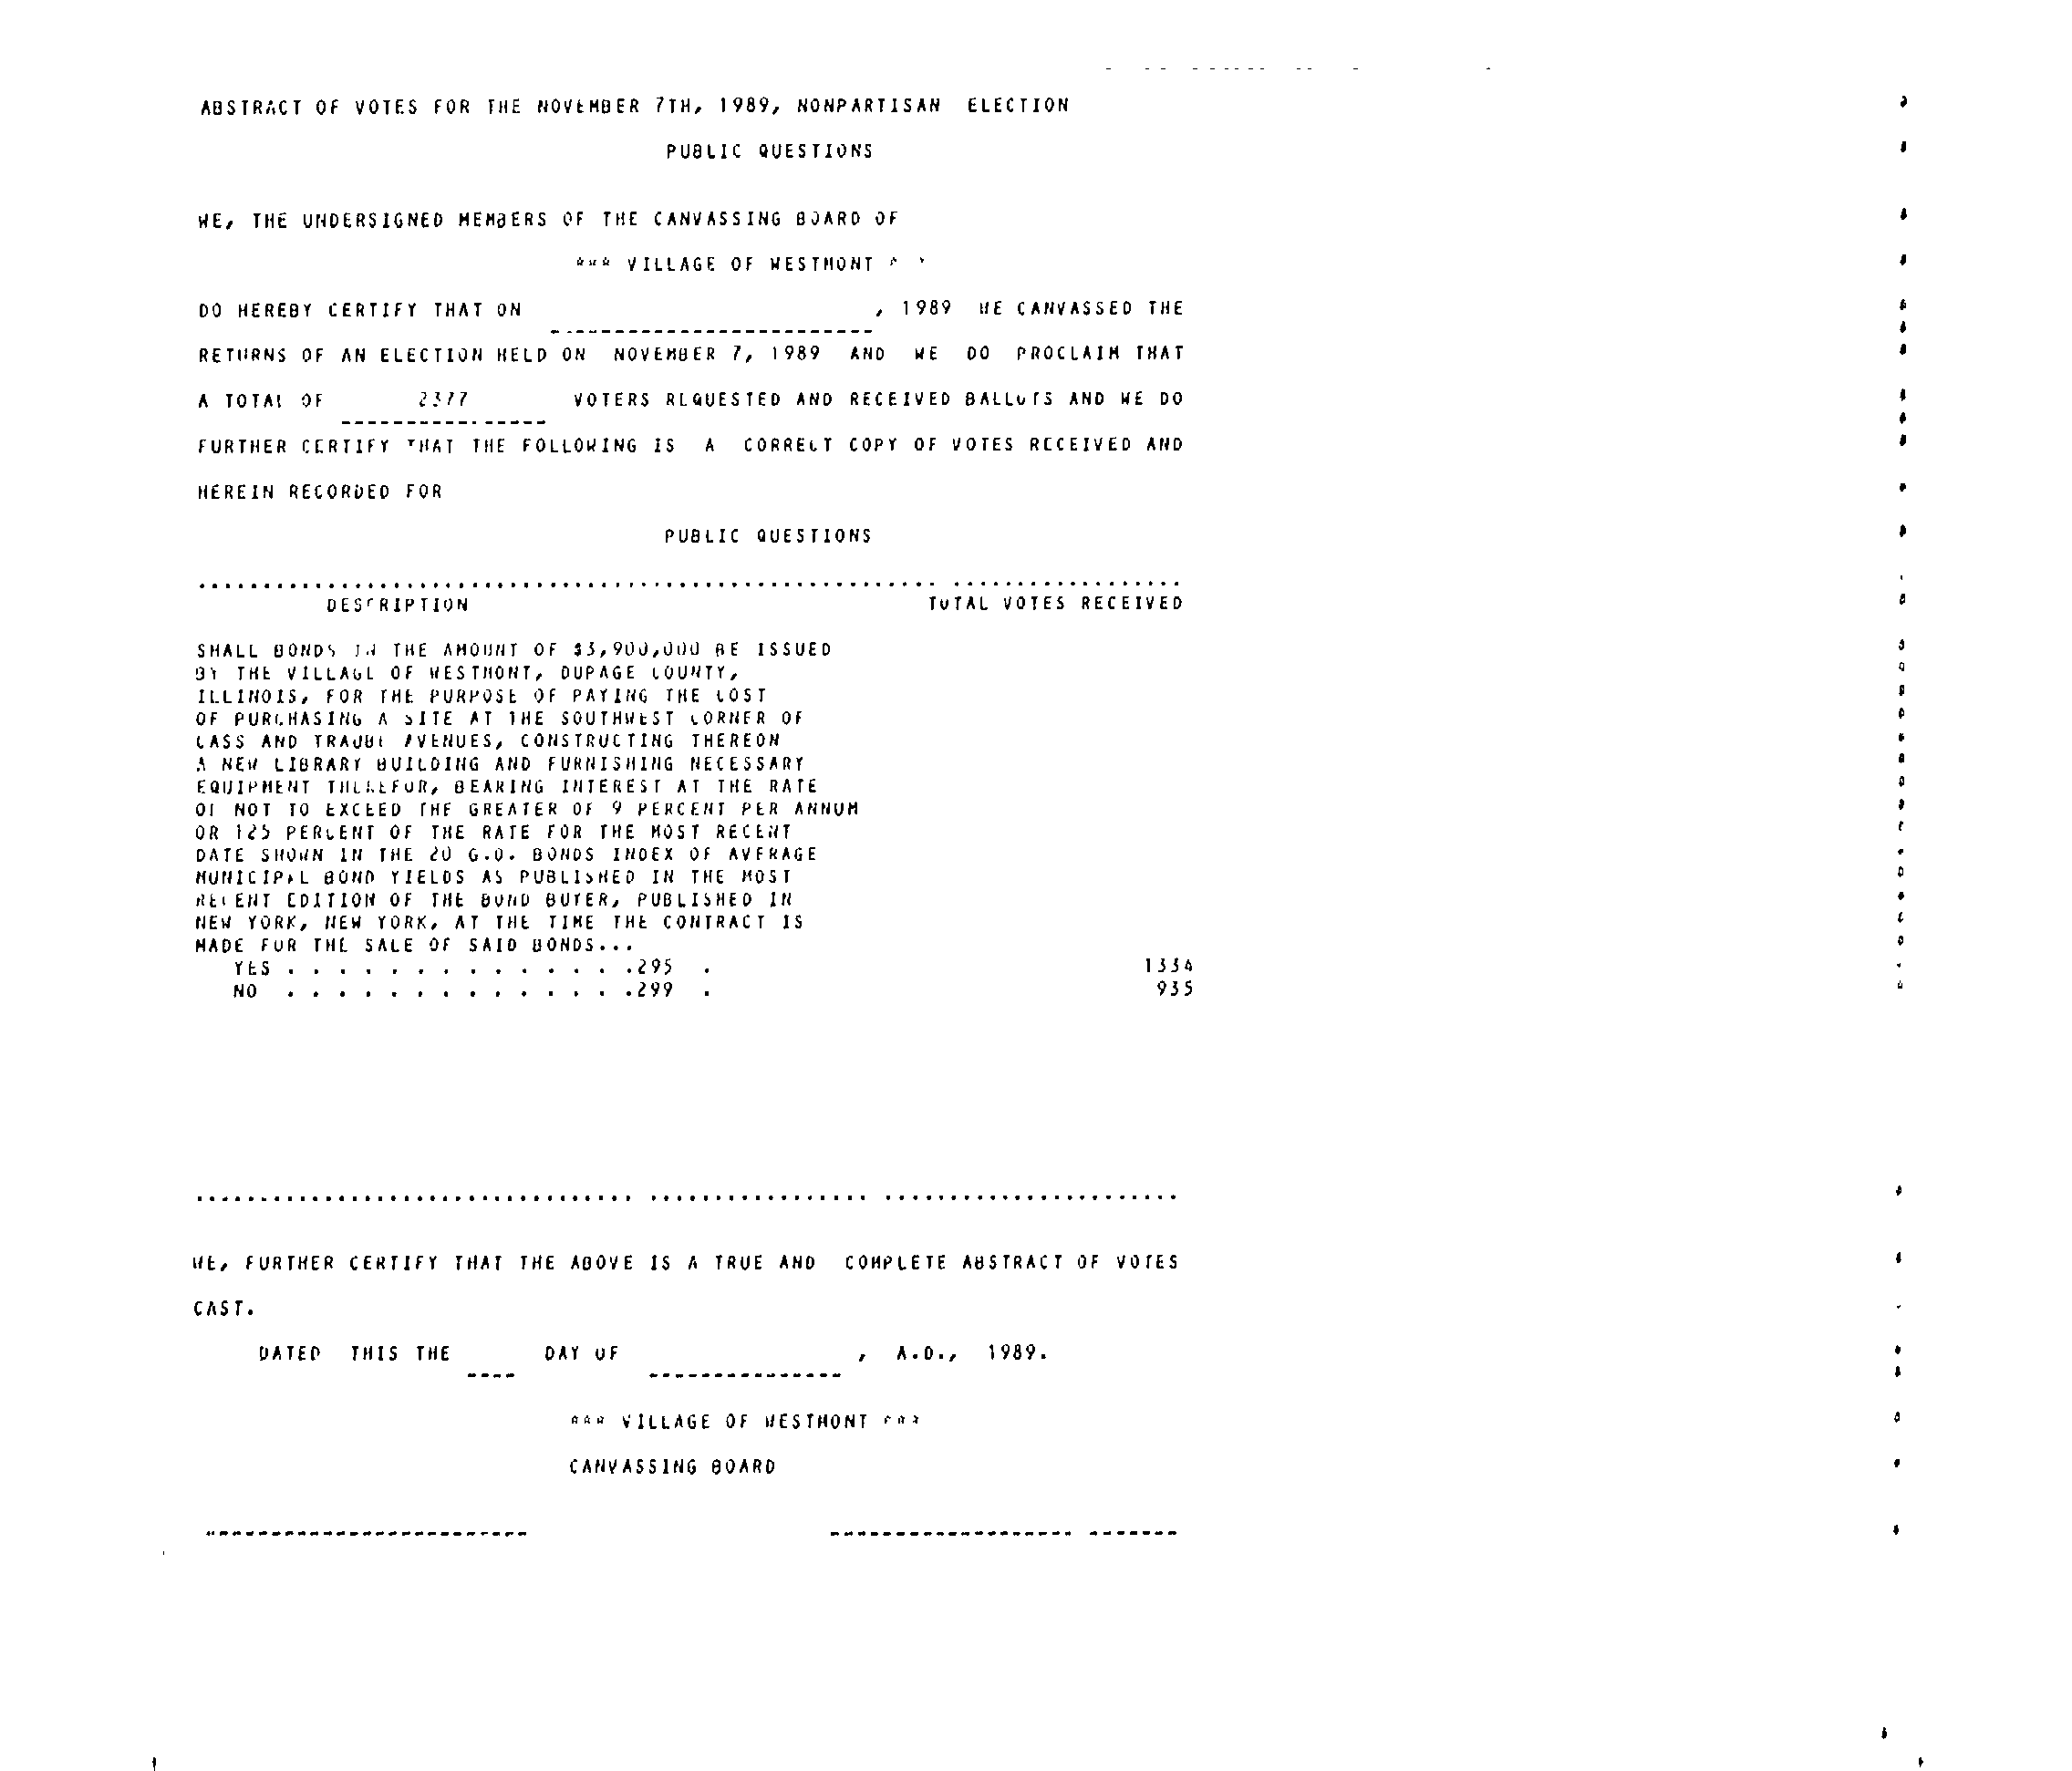 ABSTRACT OF VOTES FOR THE NOVEMBER 7TH, 1989, NONPARTISAN ELECTION
PUBLIC QUESTIONS
WE, THE UNDERSIGNED MEMBERS OF THE CANVASSING BOARD OF
*** VILLAGE OF WESTMONT * *
DO HEREBY CERTIFY THAT ON , 1989 WE CANVASSED THE
RETURNS OF AN ELECTION HELD ON NOVEMBER 7, 1989 AND WE DO PROCLAIM THAT
A TOTAL OF 2377 VOTERS REQUESTED AND RECEIVED BALLOTS AND WE DO
FURTHER CERTIFY THAT THE FOLLOWING IS A CORRECT COPY OF VOTES RECEIVED AND
HEREIN RECORDED FOR
PUBLIC QUESTIONS
DESCRIPTION TOTAL VOTES RECEIVED
SHALL BONDS IN THE AMOUNT OF $3,900,000 BE ISSUED
BY THE VILLAGE OF WESTMONT, DUPAGE COUNTY,
ILLINOIS, FOR THE PURPOSE OF PAYING THE COST
OF PURCHASING A SITE AT THE SOUTHWEST CORNER OF
CASS AND TRAUBE AVENUES, CONSTRUCTING THEREON
A NEW LIBRARY BUILDING AND FURNISHING NECESSARY
EQUIPMENT THEREFOR, BEARING INTEREST AT THE RATE
OF NOT TO EXCEED THE GREATER OF 9 PERCENT PER ANNUM
OR 125 PERCENT OF THE RATE FOR THE MOST RECENT
DATE SHOWN IN THE 20 G.O. BONDS INDEX OF AVERAGE
MUNICIPAL BOND YIELDS AS PUBLISHED IN THE MOST
RECENT EDITION OF THE BOND BUYER, PUBLISHED IN
NEW YORK, NEW YORK, AT THE TIME THE CONTRACT IS
MADE FOR THE SALE OF SAID BONDS...
YES . . . . . . . . . . . . . .295 . 1334
NO . . . . . . . . . . . . . .299 . 935
WE, FURTHER CERTIFY THAT THE ABOVE IS A TRUE AND COMPLETE ABSTRACT OF VOTES
CAST.
DATED THIS THE DAY OF , A.D., 1989.
*** VILLAGE OF WESTMONT ***
CANVASSING BOARD